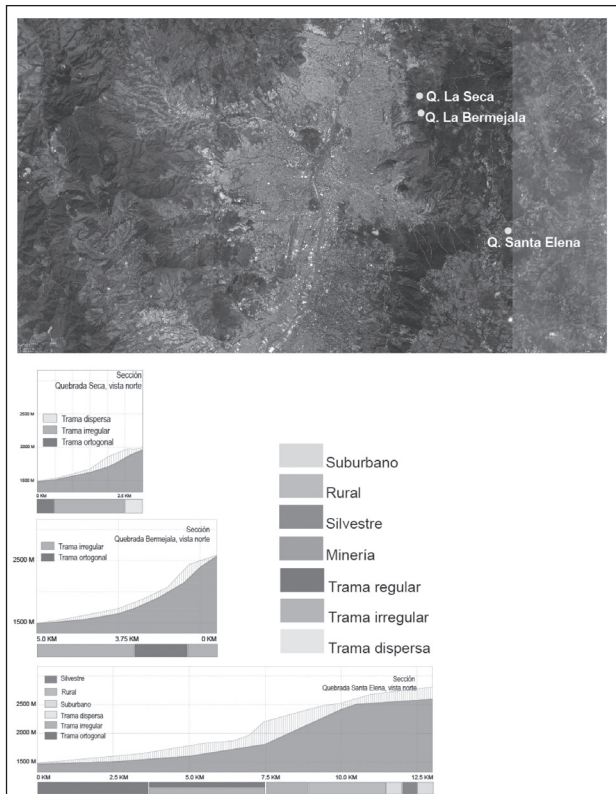 Q. La Seca
Q. La Bermejala
Q. Santa Elena
Sección
Quebrada Seca, vista norte
2500 M
2000 M
1500 M
Trama dispersa
Trama irregular
Trama ortogonal
0 KM
2.5 KM
Sección
Quebrada Bermejala, vista norte
Trama irregular
Trama ortogonal
2500 M
1500 M
5.0 KM
3.75 KM
0 KM
Suburbano
Rural
Silvestre
Minería
Trama regular
Trama irregular
Trama dispersa
Silvestre
Rural
Suburbano
Trama dispersa
Trama irregular
Trama ortogonal
Sección
Quebrada Santa Elena, vista norte
2500 M
2000 M
1500 M
0 KM
2.5 KM
5.0 KM
7.5 KM
10.0 KM
12.5 KM